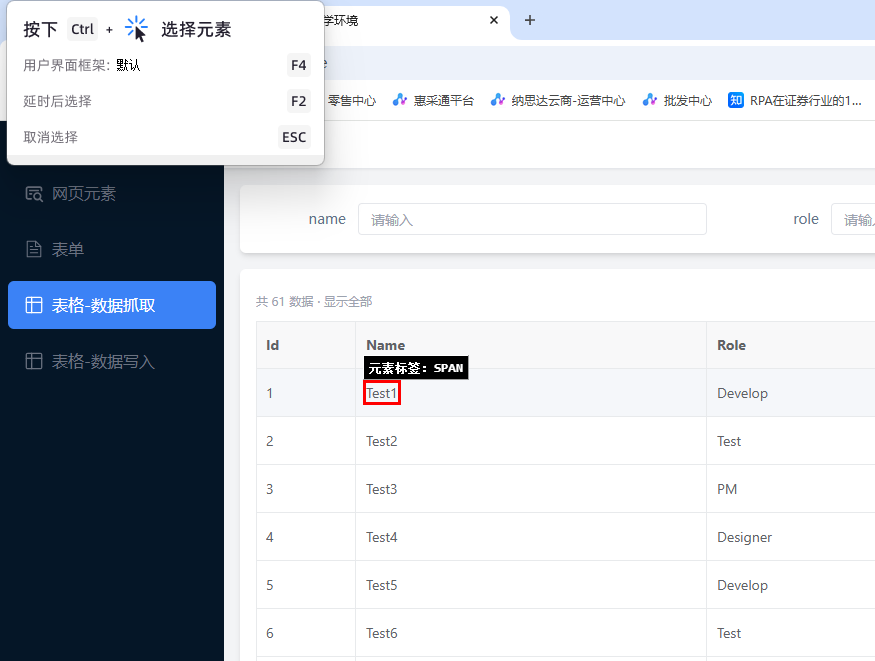 按下 Ctrl + 选择元素
用户界面框架: 默认 F4
延时后选择 F2
取消选择 ESC
学环境
零售中心 惠采通平台 纳思达云商-运营中心 批发中心 知 RPA在证券行业的1...
网页元素
表单
表格-数据抓取
表格-数据写入
name 请输入 role 请输入
共 61 数据 · 显示全部
Id Name Role
元素标签：SPAN
1 Test1 Develop
2 Test2 Test
3 Test3 PM
4 Test4 Designer
5 Test5 Develop
6 Test6 Test